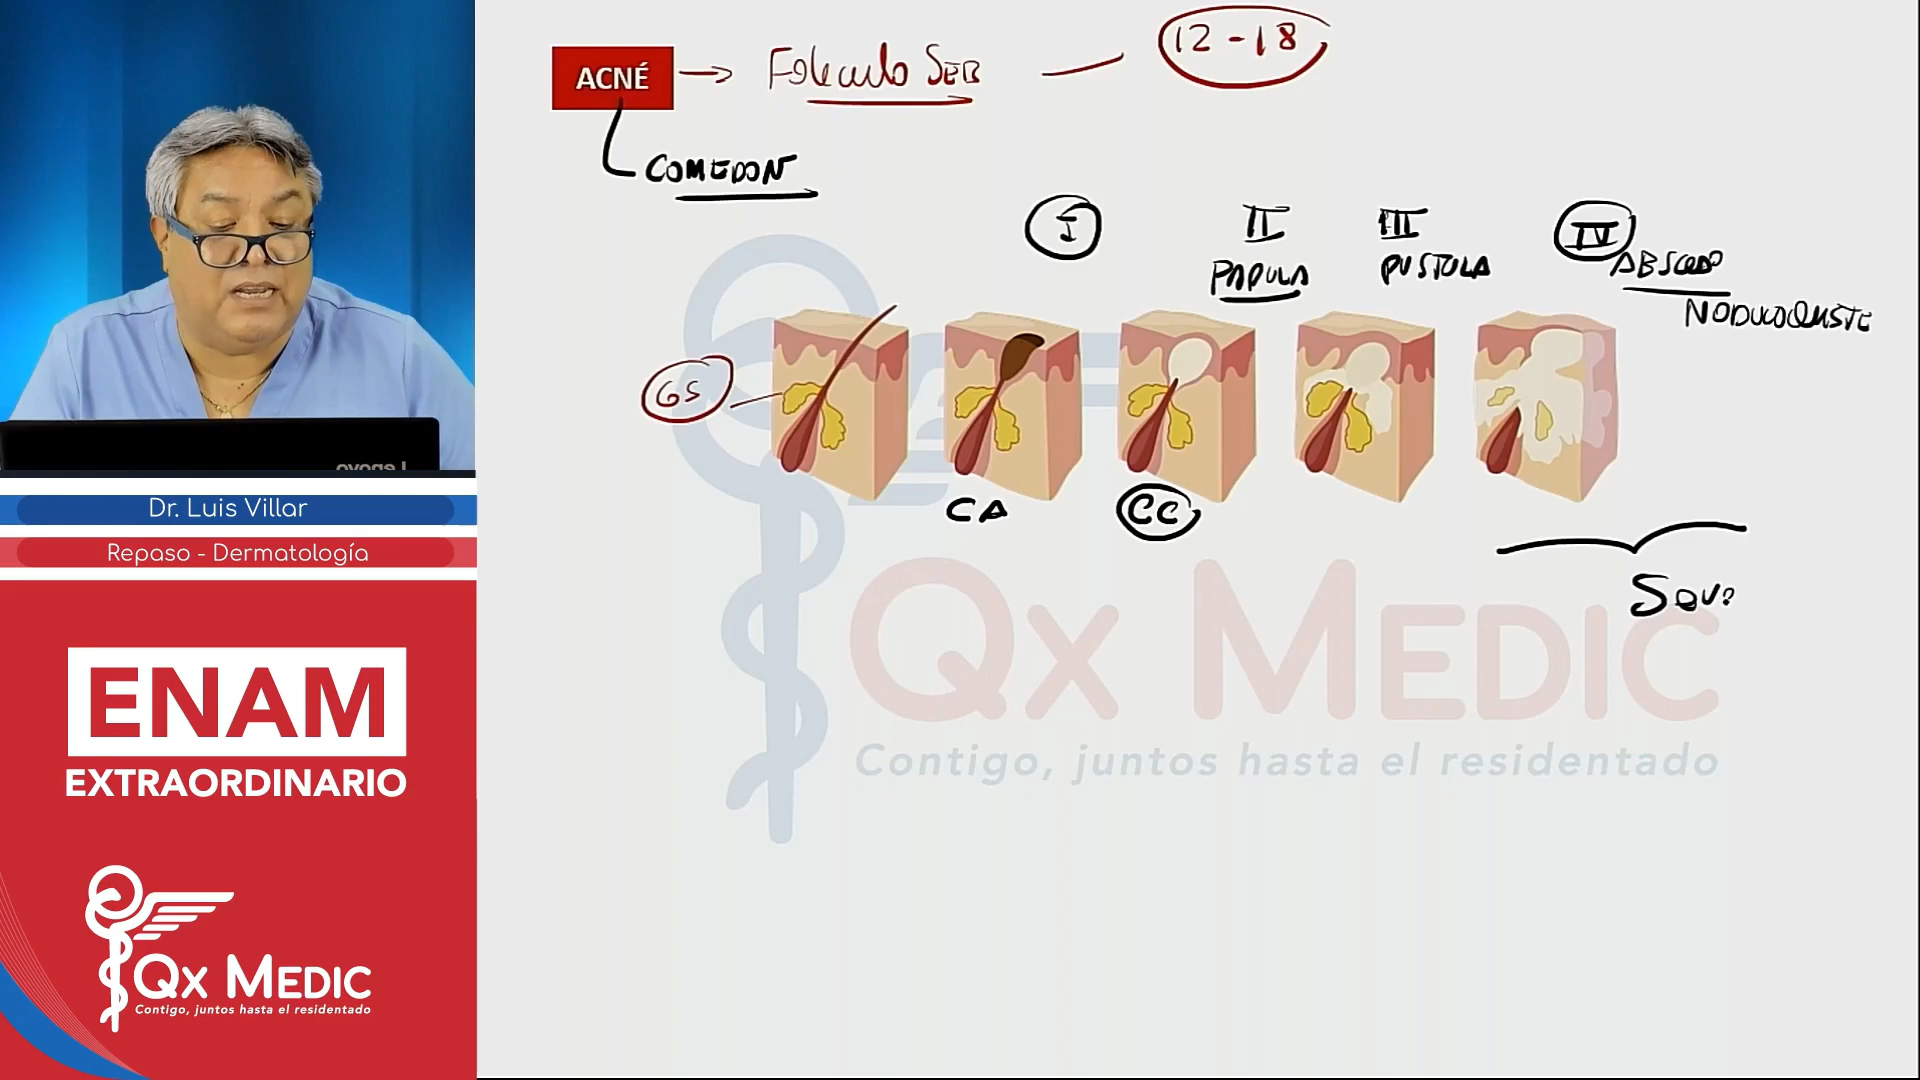 ACNÉ → Folículo SEB — 12 - 18
COMEDON
I II III IV
PAPULA PUSTULA ABSCESO
NODULOQUISTE
GS
CA CC
Lenovo
Dr. Luis Villar
Repaso - Dermatología
ENAM
EXTRAORDINARIO
QX MEDIC
Contigo, juntos hasta el residentado
QX MEDIC
Contigo, juntos hasta el residentado